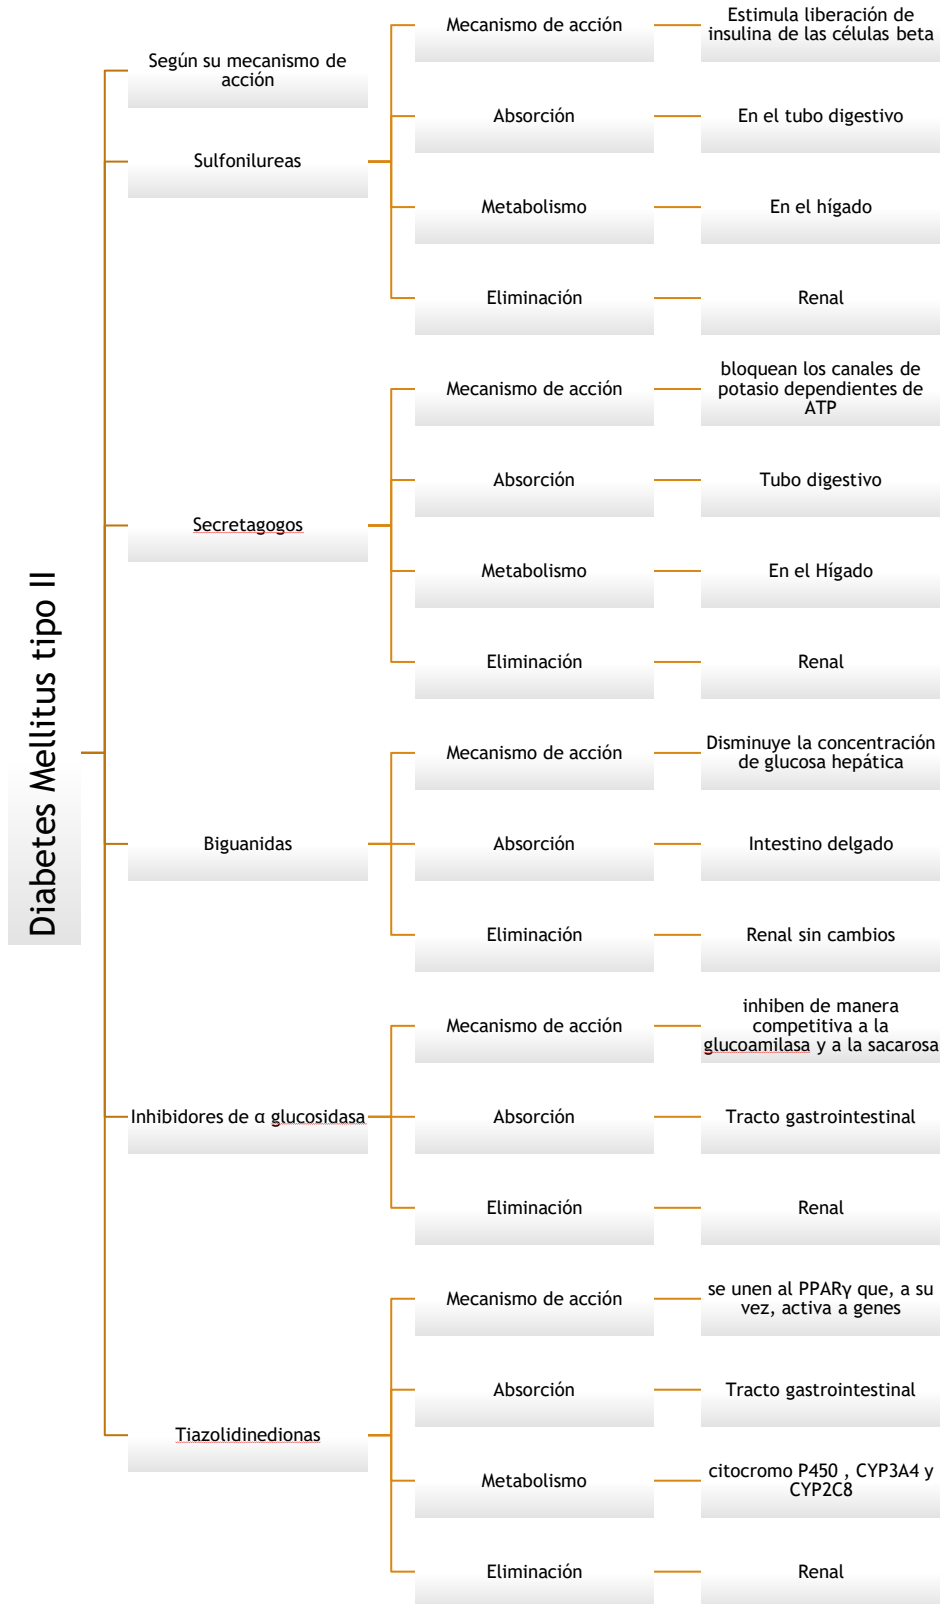 Diabetes Mellitus tipo II
Según su mecanismo de
acción
Sulfonilureas
Mecanismo de acción
Estimula liberación de
insulina de las células beta
Absorción
En el tubo digestivo
Metabolismo
En el hígado
Eliminación
Renal
Secretagogos
Mecanismo de acción
bloquean los canales de
potasio dependientes de
ATP
Absorción
Tubo digestivo
Metabolismo
En el Hígado
Eliminación
Renal
Biguanidas
Mecanismo de acción
Disminuye la concentración
de glucosa hepática
Absorción
Intestino delgado
Eliminación
Renal sin cambios
Inhibidores de α glucosidasa
Mecanismo de acción
inhiben de manera
competitiva a la
glucoamilasa y a la sacarosa
Absorción
Tracto gastrointestinal
Eliminación
Renal
Tiazolidinedionas
Mecanismo de acción
se unen al PPARγ que, a su
vez, activa a genes
Absorción
Tracto gastrointestinal
Metabolismo
citocromo P450 , CYP3A4 y
CYP2C8
Eliminación
Renal